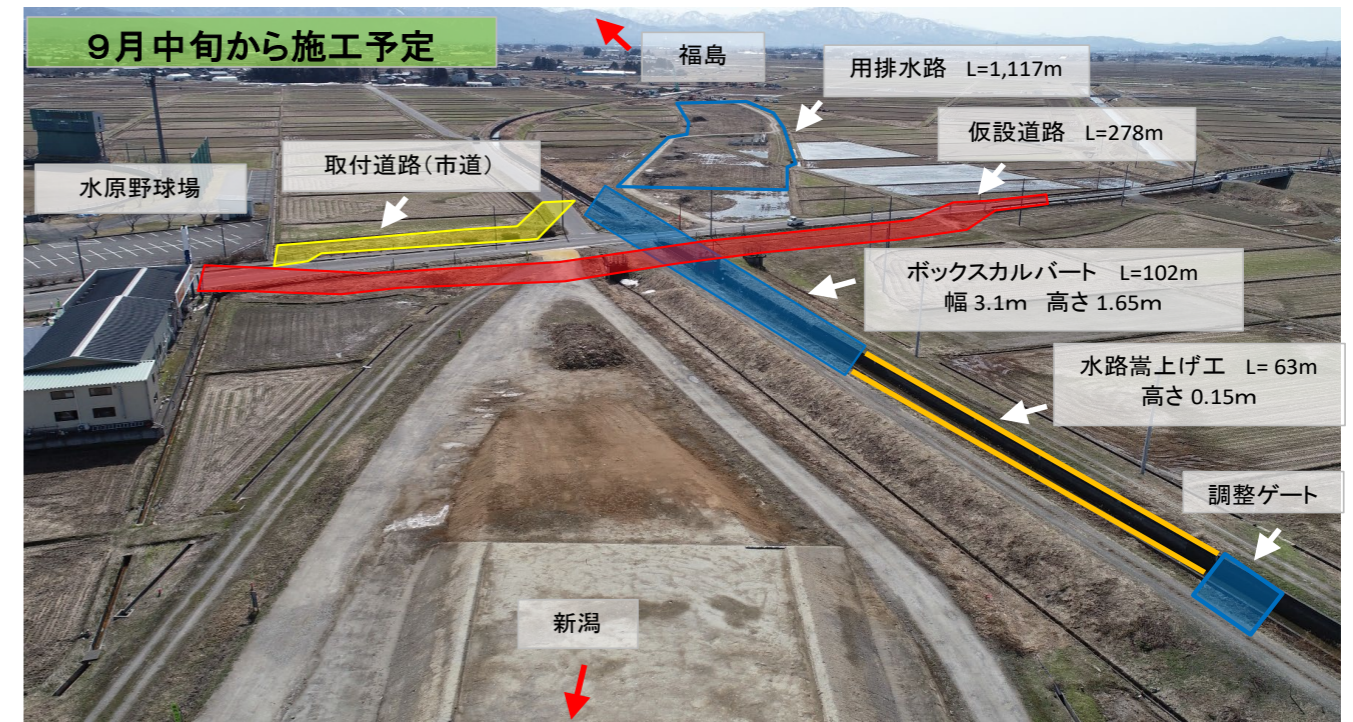 9月中旬から施工予定
福島
用排水路 L=1,117m
仮設道路 L=278m
取付道路(市道)
水原野球場
ボックスカルバート L=102m
幅 3.1m 高さ 1.65m
水路嵩上げ工 L= 63m
高さ 0.15m
調整ゲート
新潟